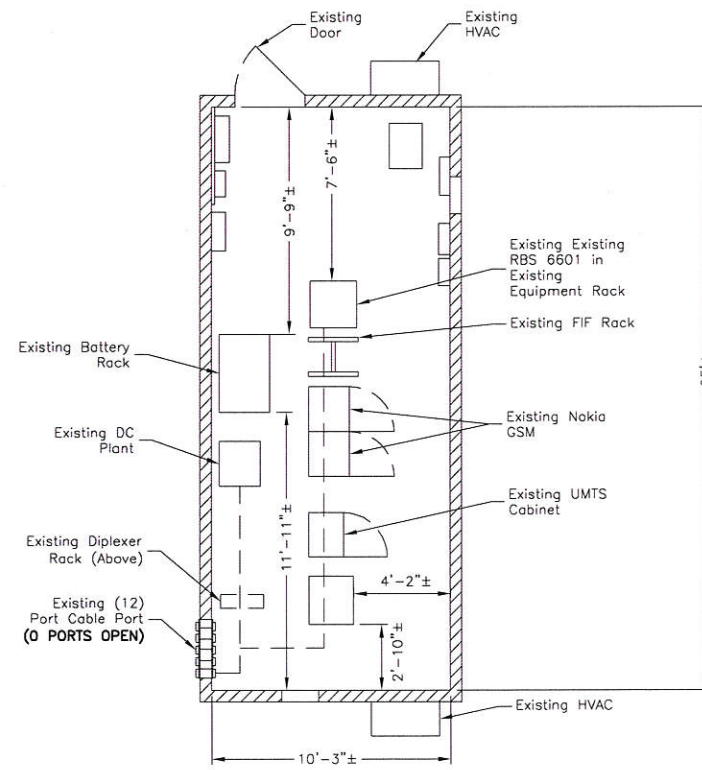 Existing
Door
Existing
HVAC
7'-6"±
9'-9"±
Existing Existing
RBS 6601 in
Existing
Equipment Rack
Existing FIF Rack
Existing Battery
Rack
Existing Nokia
GSM
Existing DC
Plant
Existing UMTS
Cabinet
11'-11"±
Existing Diplexer
Rack (Above)
4'-2"±
Existing (12)
Port Cable Port
(0 PORTS OPEN)
2'-10"±
Existing HVAC
10'-3"±